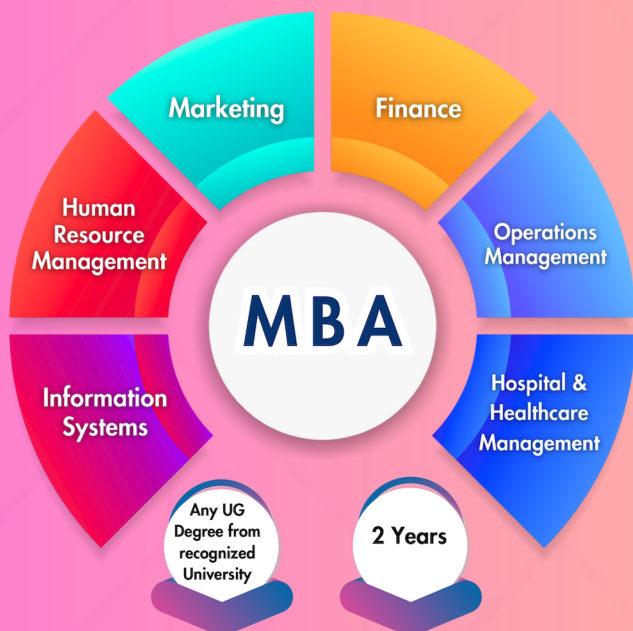 Marketing
Finance
Human
Resource
Management
Operations
Management
MBA
Information
Systems
Hospital &
Healthcare
Management
Any UG
Degree from
recognized
University
2 Years